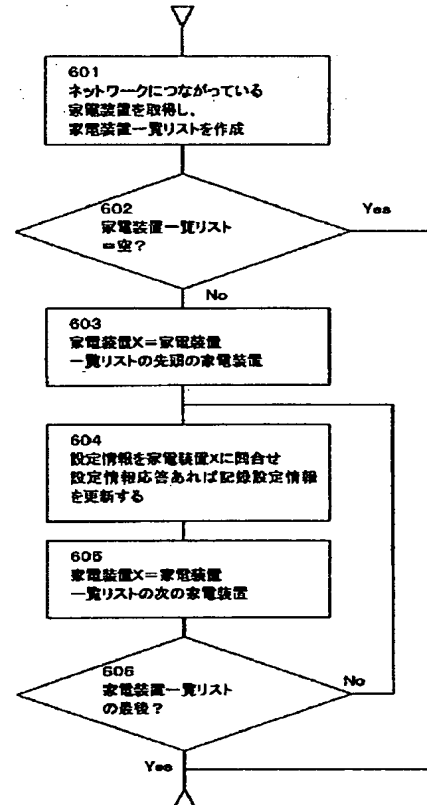 601
ネットワークにつながっている
家電装置を取得し、
家電装置一覧リストを作成
602
家電装置一覧リスト
=空?
Yes
No
603
家電装置X=家電装置
一覧リストの先頭の家電装置
604
設定情報を家電装置Xに問合せ
設定情報応答あれば記録設定情報
を更新する
605
家電装置X=家電装置
一覧リストの次の家電装置
606
家電装置一覧リスト
の最後?
No
Yes